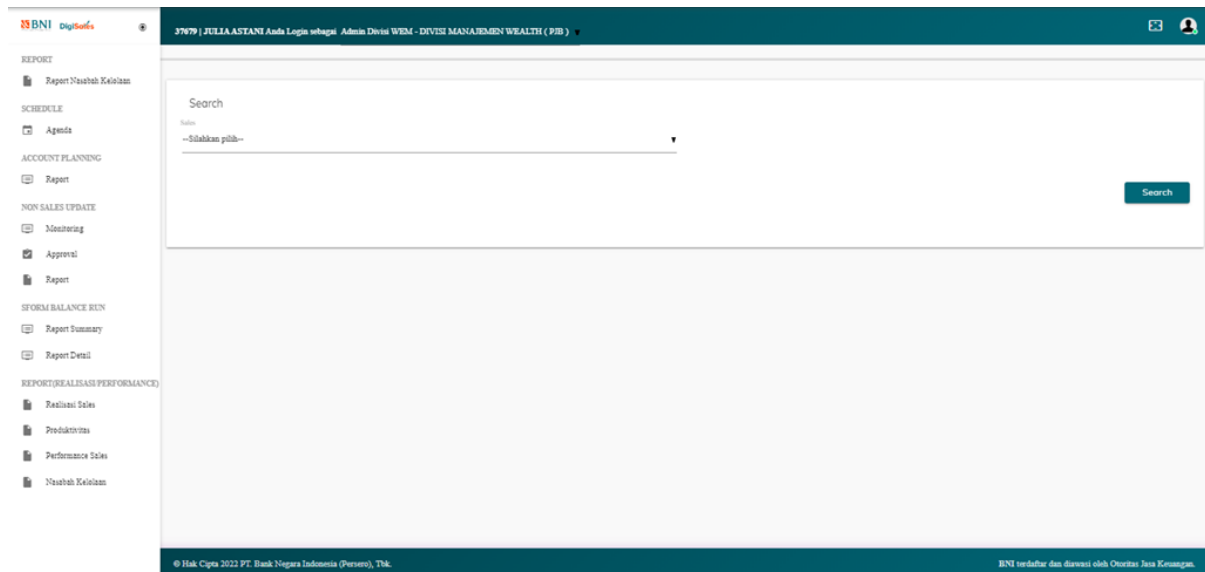 BNI DigiSales
37679 | JULIA ASTANI Anda Login sebagai Admin Divisi WEM - DIVISI MANAJEMEN WEALTH ( PJB )
REPORT
Report Nasabah Kelolaan
SCHEDULE
Agenda
ACCOUNT PLANNING
Report
NON SALES UPDATE
Monitoring
Approval
Report
SFORM BALANCE RUN
Report Summary
Report Detail
REPORT(REALISASI/PERFORMANCE)
Realisasi Sales
Produktivitas
Performance Sales
Nasabah Kelolaan
Search
Sales
--Silahkan pilih--
Search
© Hak Cipta 2022 PT. Bank Negara Indonesia (Persero), Tbk.
BNI terdaftar dan diawasi oleh Otoritas Jasa Keuangan.